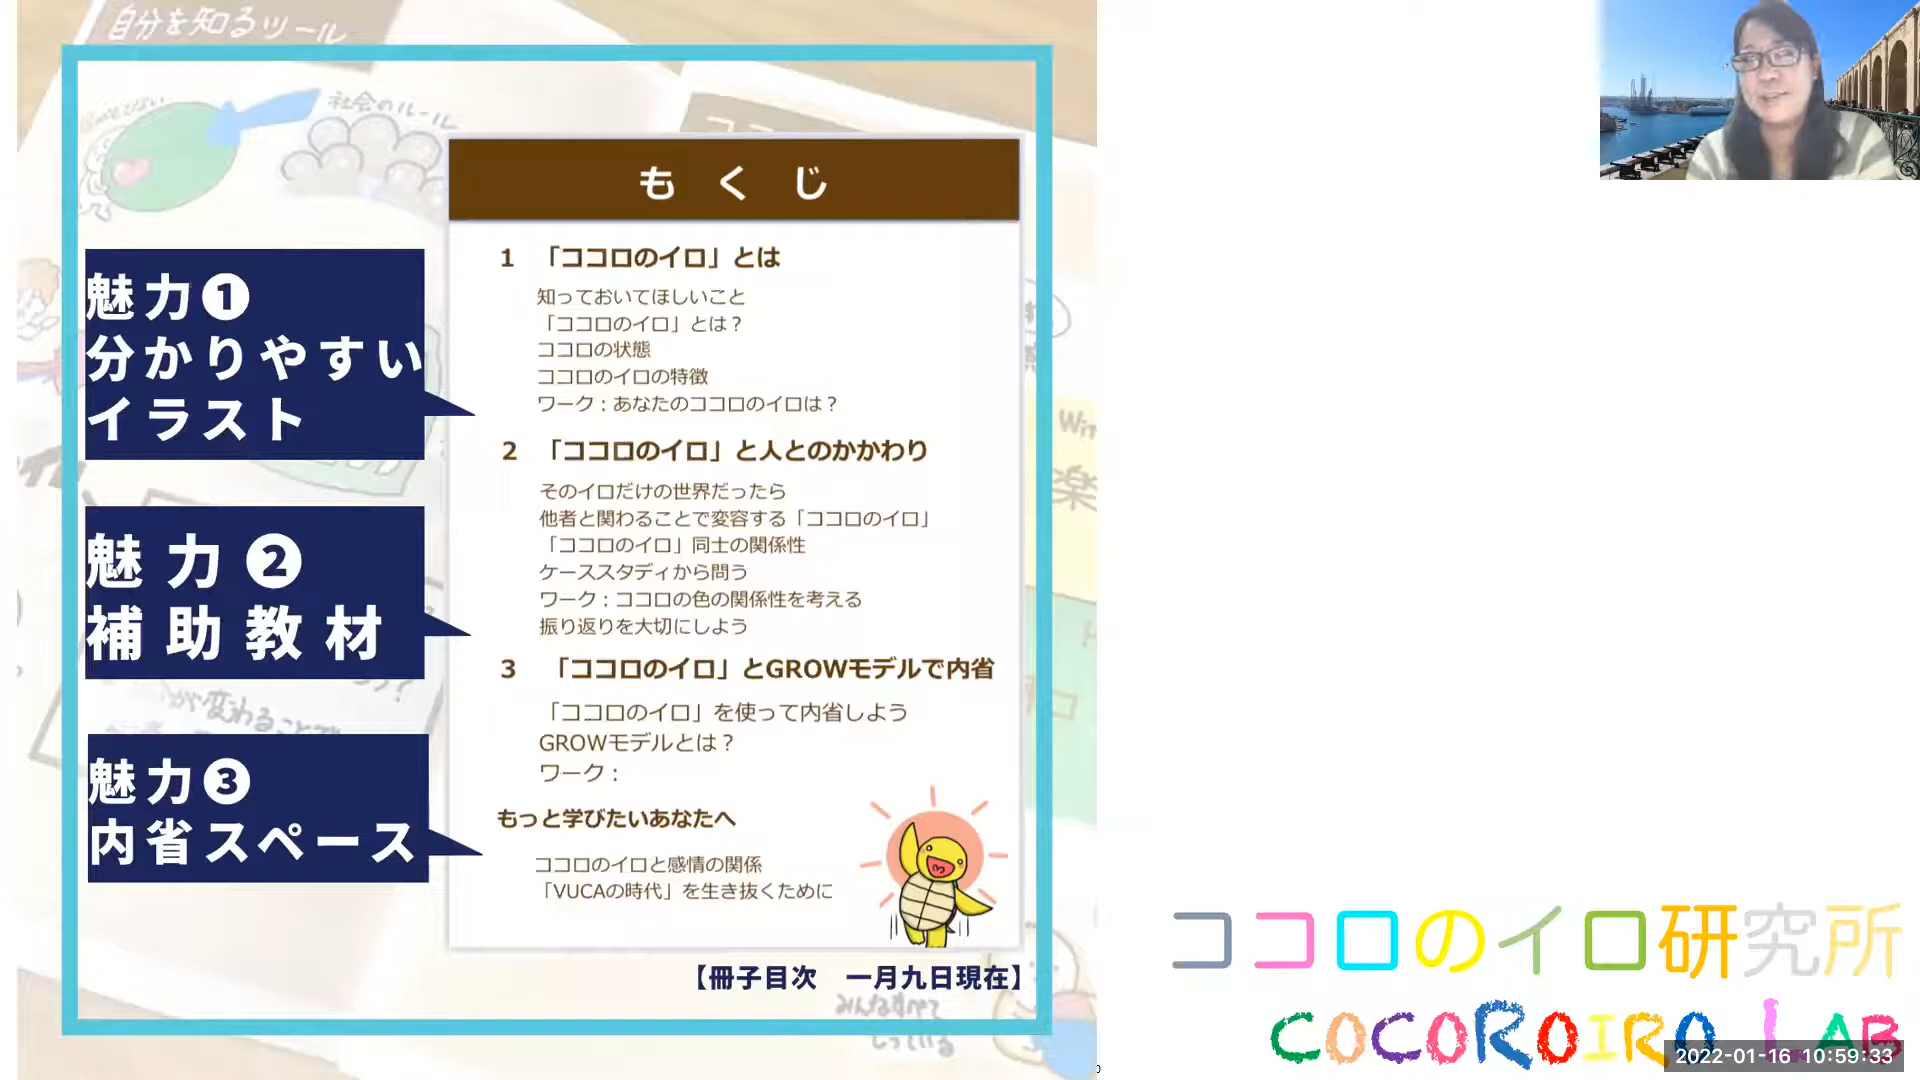 自分を知るツール
社会のルール
もくじ
1 「ココロのイロ」とは
知っておいてほしいこと
「ココロのイロ」とは？
ココロの状態
ココロのイロの特徴
ワーク：あなたのココロのイロは？
2 「ココロのイロ」と人とのかかわり
そのイロだけの世界だったら
他者と関わることで変容する「ココロのイロ」
「ココロのイロ」同士の関係性
ケーススタディから問う
ワーク：ココロの色の関係性を考える
振り返りを大切にしよう
3 「ココロのイロ」とGROWモデルで内省
「ココロのイロ」を使って内省しよう
GROWモデルとは？
ワーク：
もっと学びたいあなたへ
ココロのイロと感情の関係
「VUCAの時代」を生き抜くために
【冊子目次　一月九日現在】
魅力❶
分かりやすい
イラスト
魅力❷
補助教材
魅力❸
内省スペース
が変わることで
楽
ココロのイロ研究所
COCOROIRO LAB
2022-01-16 10:59:33